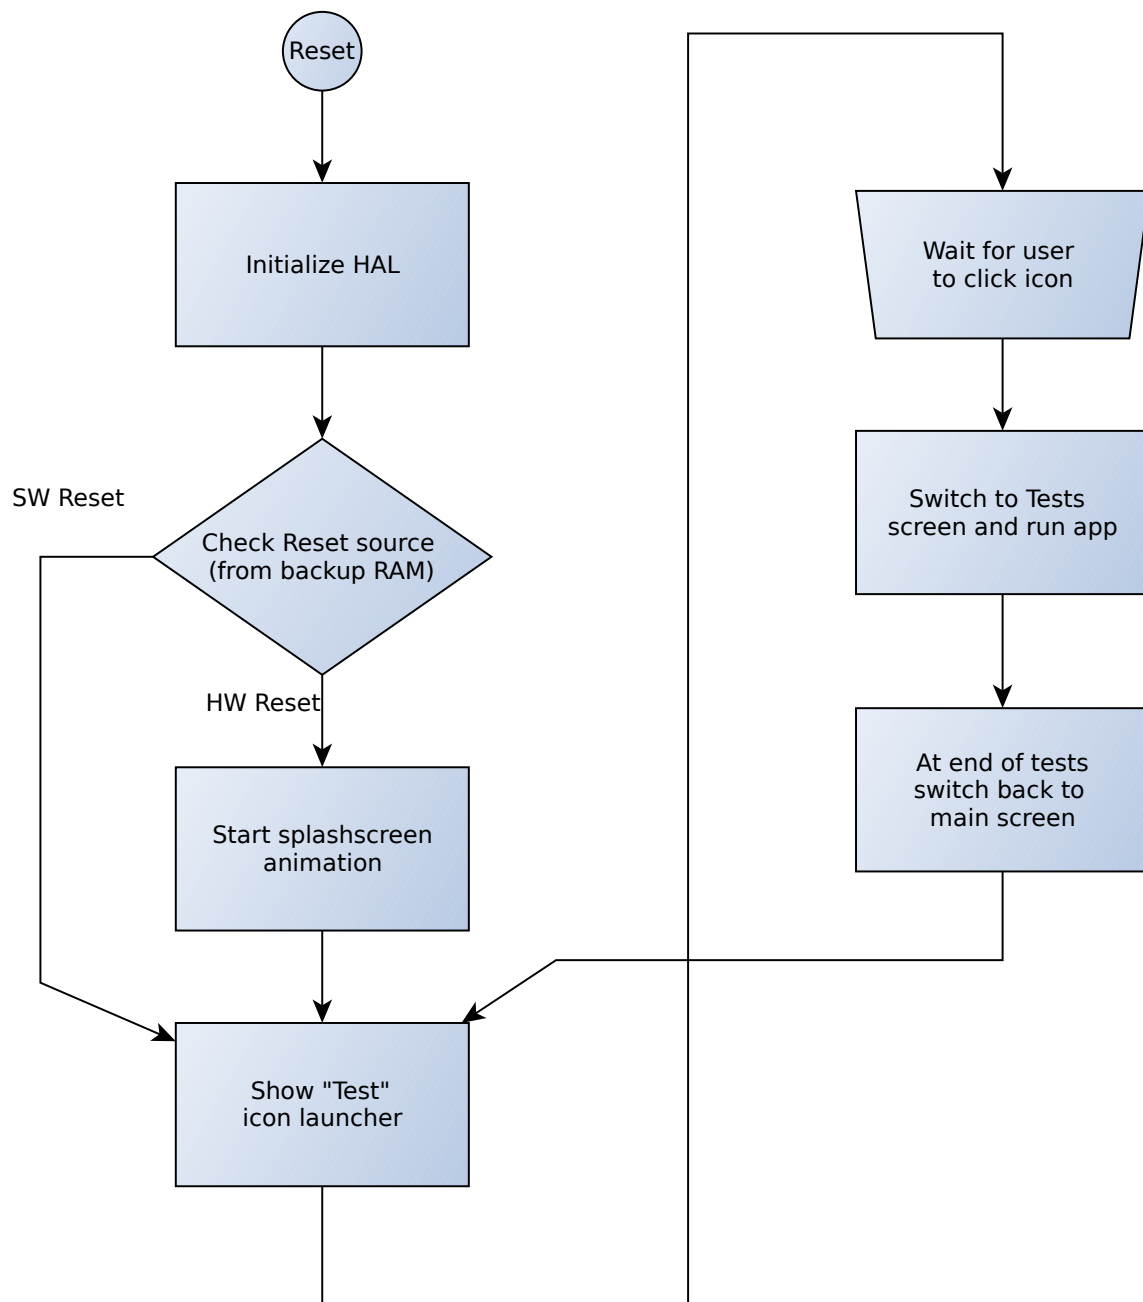 Reset
Initialize HAL
SW Reset
Check Reset source
(from backup RAM)
HW Reset
Start splashscreen
animation
Show "Test"
icon launcher
Wait for user
to click icon
Switch to Tests
screen and run app
At end of tests
switch back to
main screen